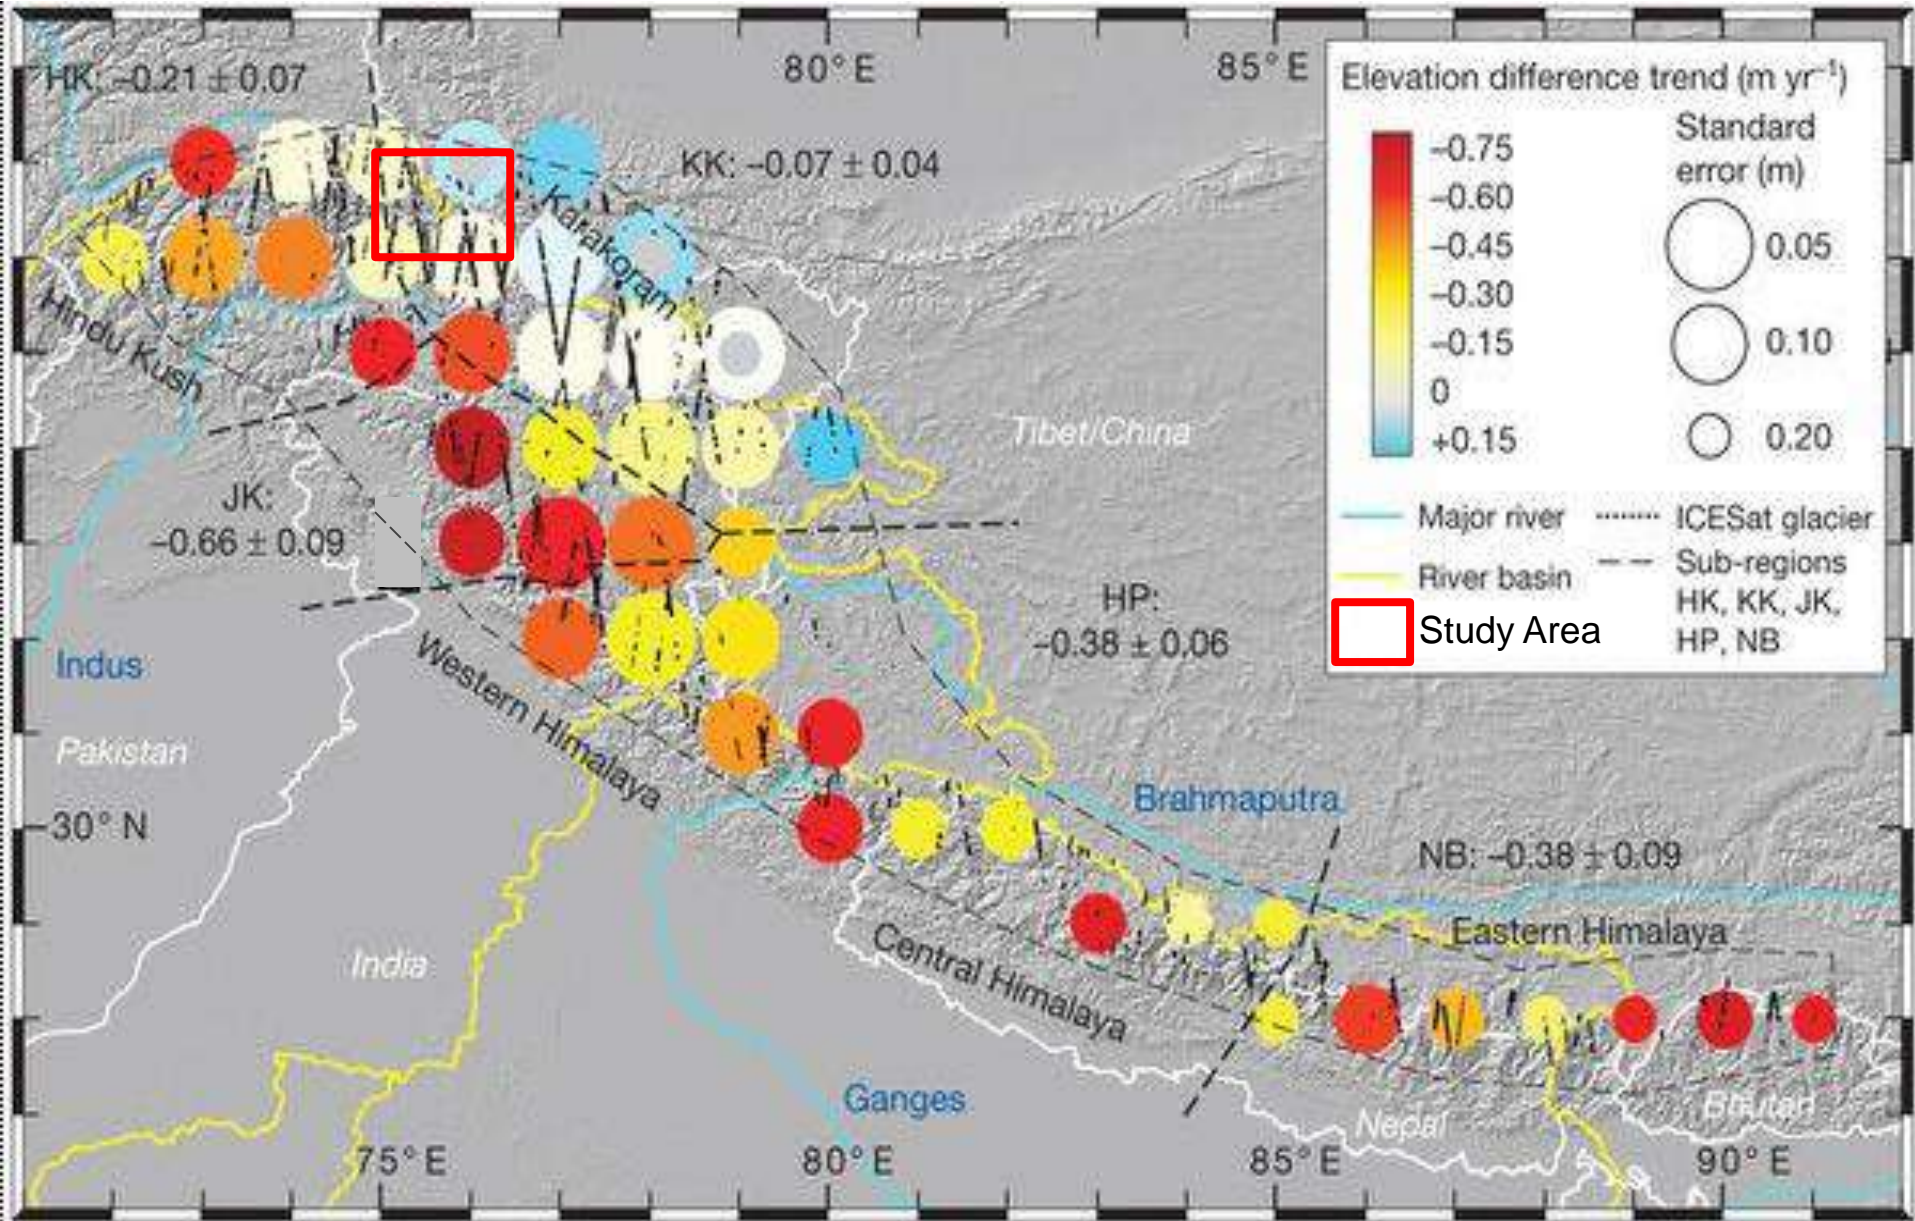 HK: −0.21 ± 0.07
80° E
85° E
KK: −0.07 ± 0.04
Karakoram
Hindu Kush
Tibet/China
JK:
−0.66 ± 0.09
HP:
−0.38 ± 0.06
Indus
Pakistan
Western Himalaya
30° N
Brahmaputra
NB: −0.38 ± 0.09
Eastern Himalaya
India
Central Himalaya
Ganges
Nepal
Bhutan
75° E
80° E
85° E
90° E
Elevation difference trend (m yr⁻¹)
−0.75
−0.60
−0.45
−0.30
−0.15
0
+0.15
Standard
error (m)
0.05
0.10
0.20
Major river
River basin
Study Area
ICESat glacier
Sub-regions
HK, KK, JK,
HP, NB